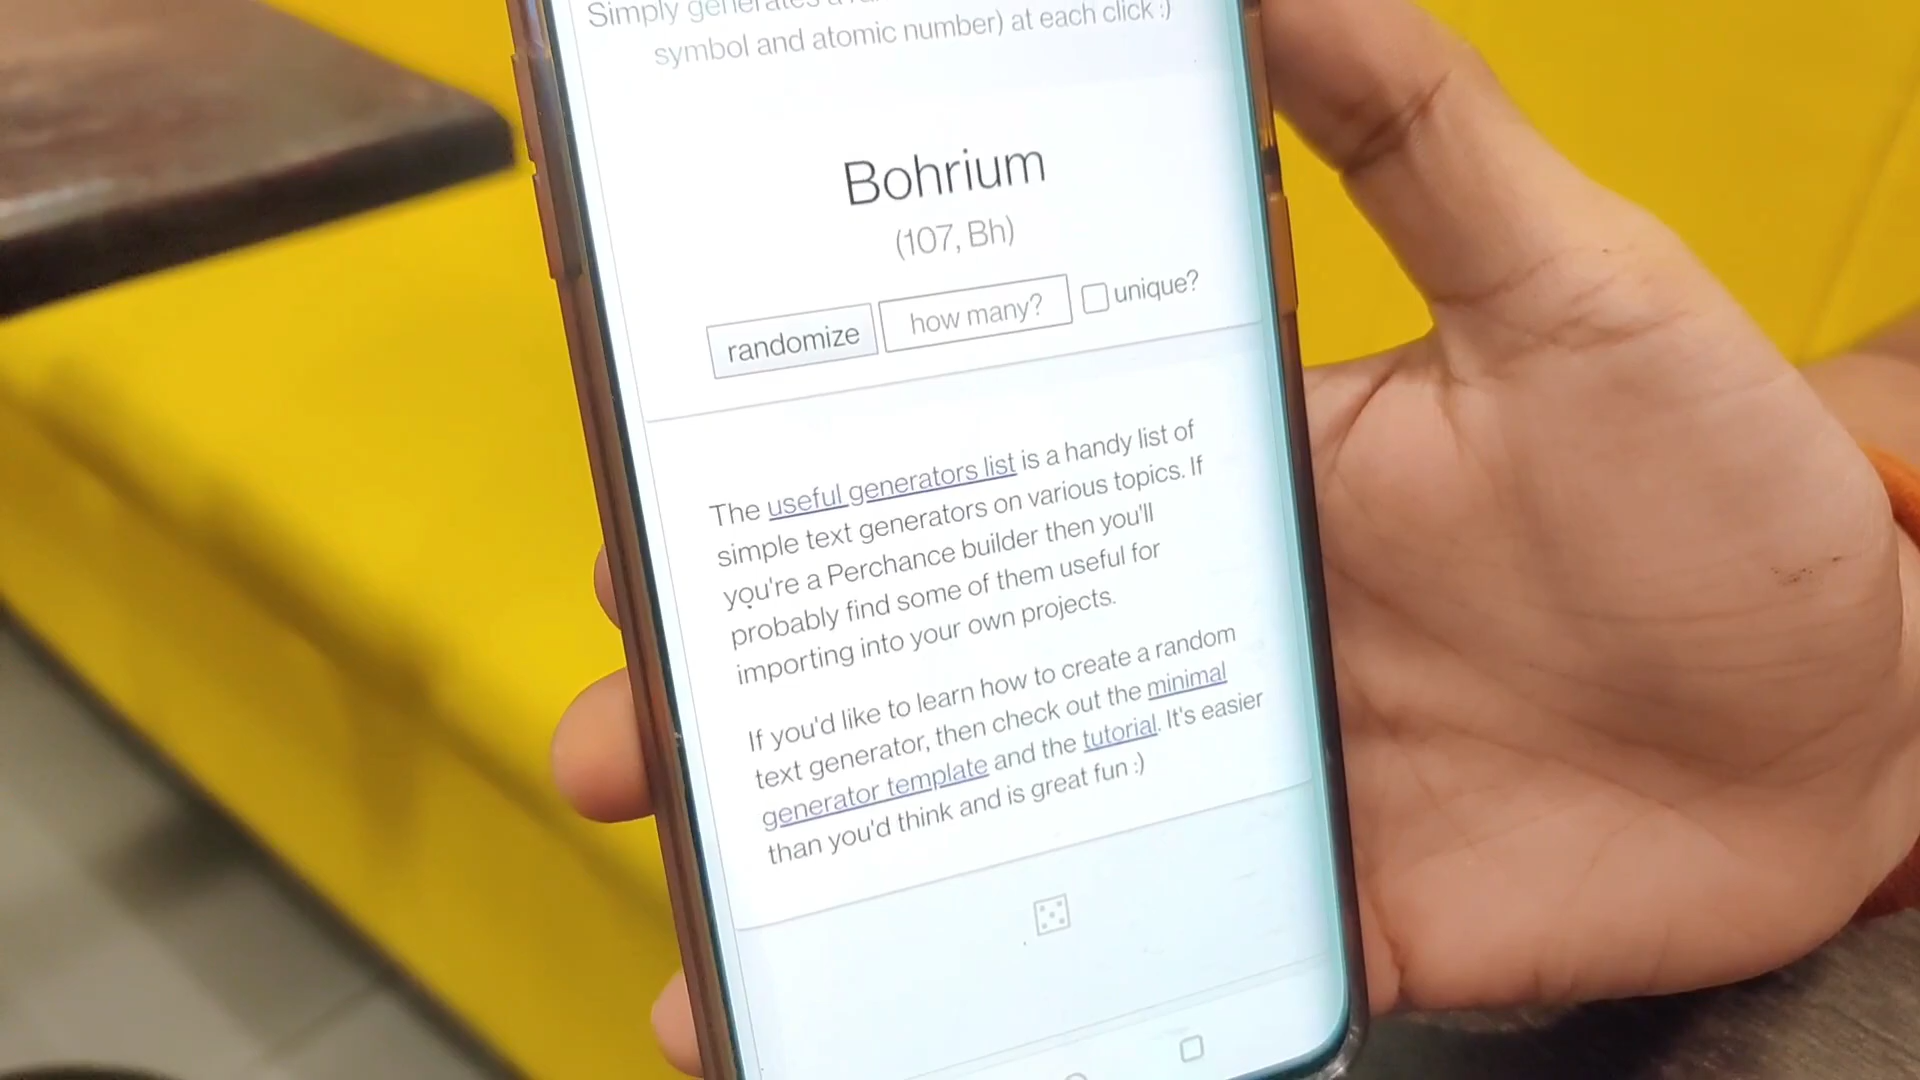 Simply generates a
symbol and atomic number) at each click :)
Bohrium
(107, Bh)
randomize
how many?
unique?
The useful generators list is a handy list of
simple text generators on various topics. If
you're a Perchance builder then you'll
probably find some of them useful for
importing into your own projects.
If you'd like to learn how to create a random
text generator, then check out the minimal
generator template and the tutorial. It's easier
than you'd think and is great fun :)